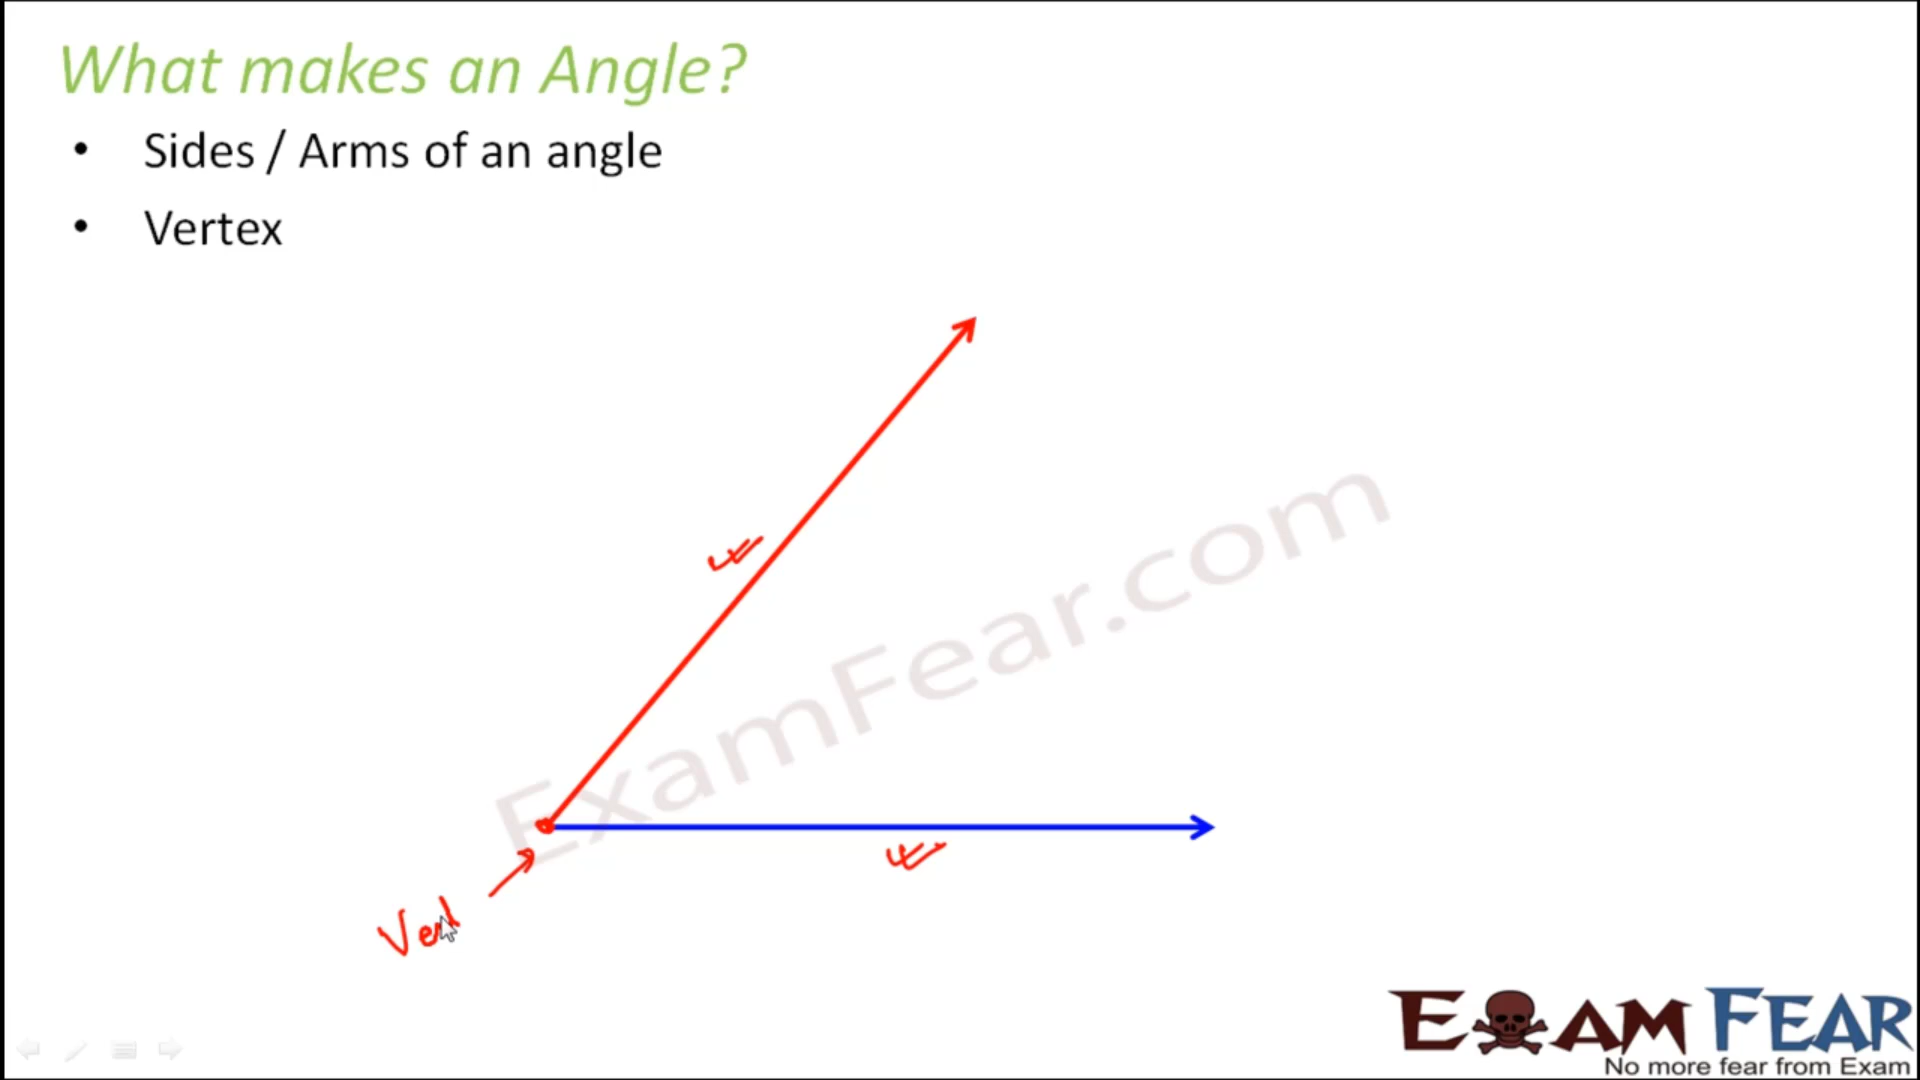 What makes an Angle?
• Sides / Arms of an angle
• Vertex
ExamFear.com
Vert
EXAM FEAR
No more fear from Exam